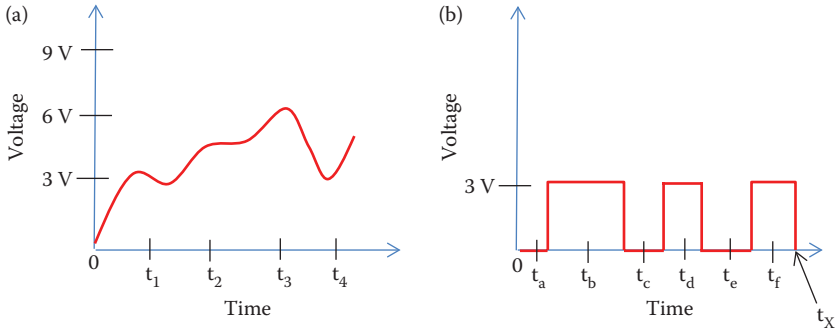 (a)
9 V
6 V
3 V
Voltage
0
t1
t2
t3
t4
Time
(b)
3 V
Voltage
0
ta
tb
tc
td
te
tf
Time
tX